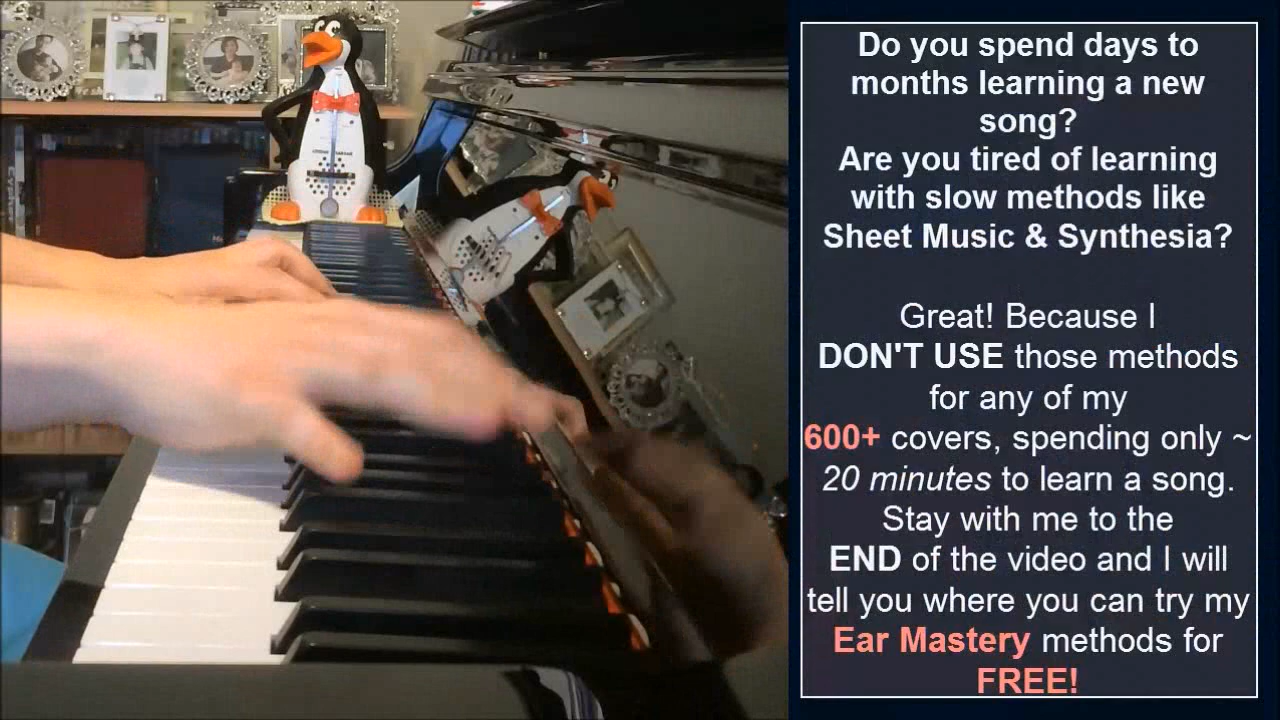 Do you spend days to
months learning a new
song?
Are you tired of learning
with slow methods like
Sheet Music & Synthesia?
Great! Because I
DON'T USE those methods
for any of my
600+ covers, spending only ~
20 minutes to learn a song.
Stay with me to the
END of the video and I will
tell you where you can try my
Ear Mastery methods for
FREE!